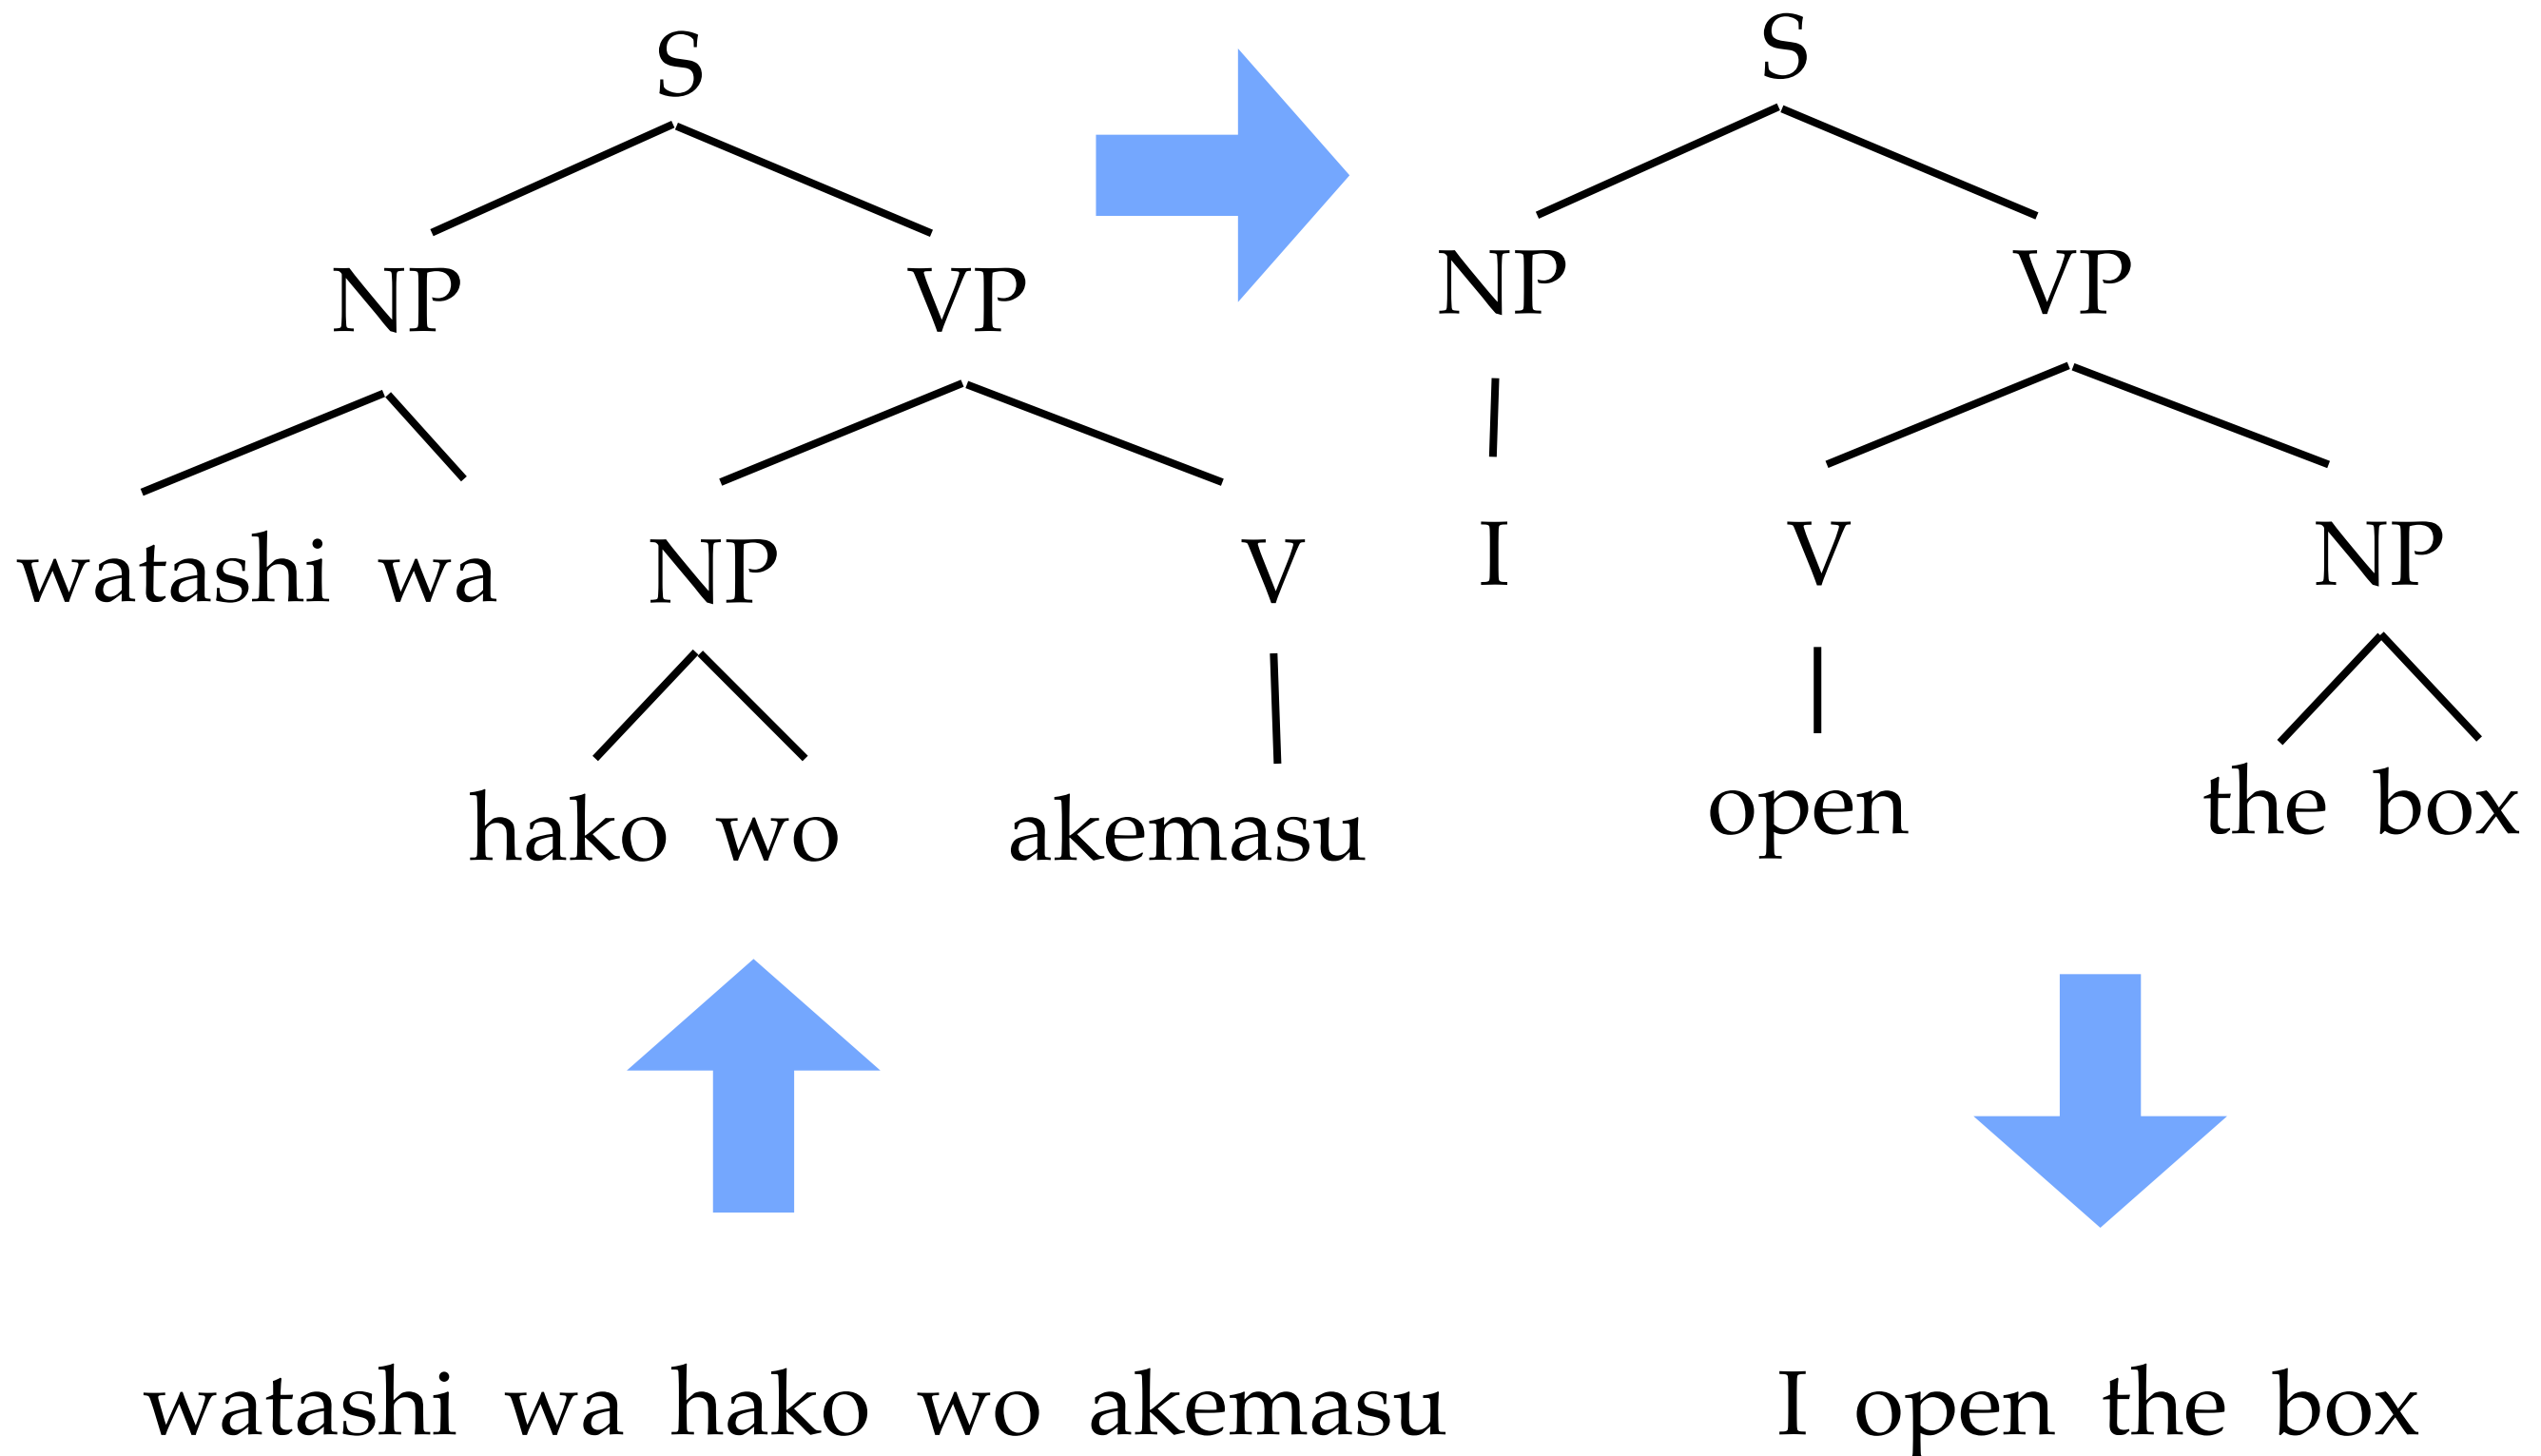 S
NP VP
watashi wa NP V
hako wo akemasu
watashi wa hako wo akemasu
S
NP VP
I V NP
open the box
I open the box